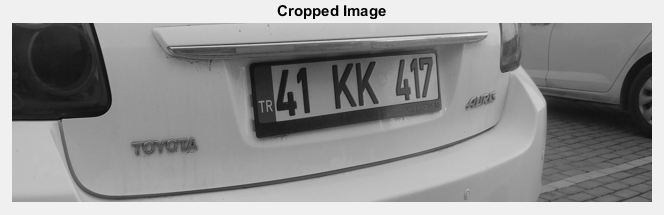 Cropped Image
TR 41 KK 417
AURIS
TOYOTA